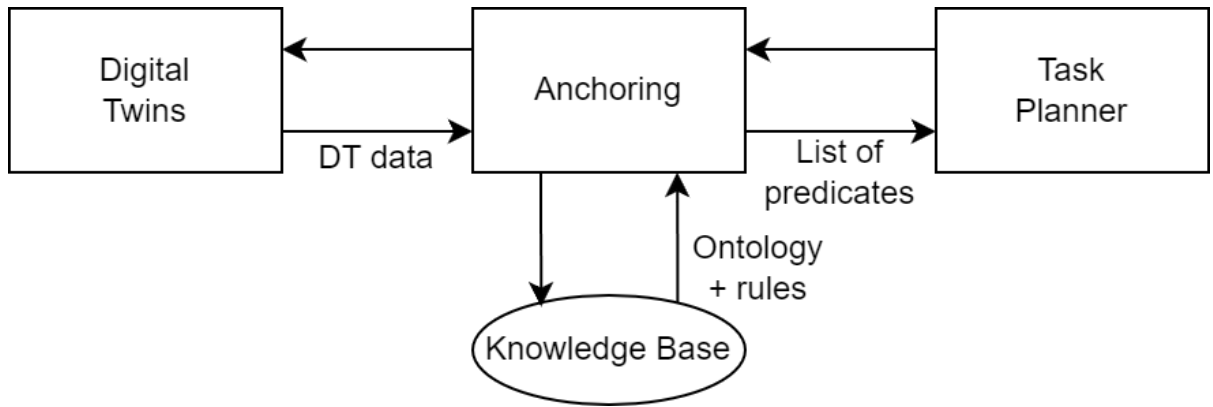 Digital
Twins
Anchoring
Task
Planner
DT data
List of
predicates
Ontology
+ rules
Knowledge Base